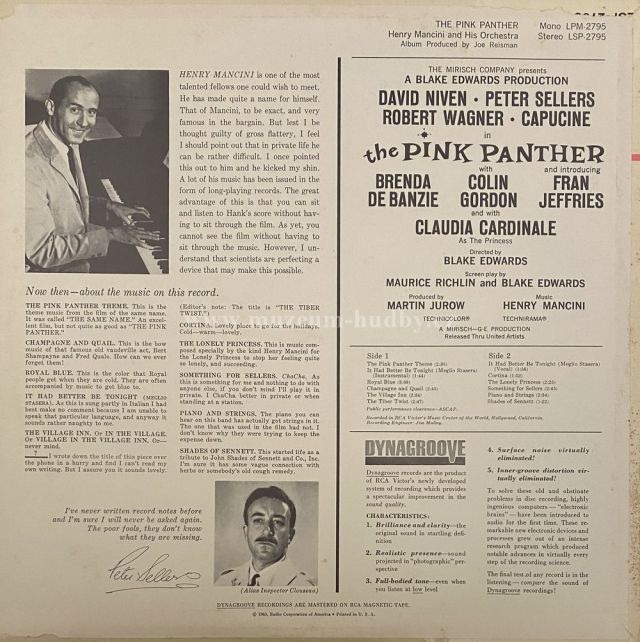 THE PINK PANTHER
Henry Mancini and His Orchestra
Album Produced by Joe Reisman
Mono LPM-2795
Stereo LSP-2795
HENRY MANCINI is one of the most
talented fellows one could wish to meet.
He has made quite a name for himself.
That of Mancini, to be exact, and very
famous in the bargain. But lest I be
thought guilty of gross flattery, I feel
I should point out that in private life he
can be rather difficult. I once pointed
this out to him and he kicked my shin.
A lot of his music has been issued in the
form of long-playing records. The great
advantage of this is that you can sit
and listen to Hank's score without hav-
ing to sit through the film. As yet, you
cannot see the film without having to
sit through the music. However, I un-
derstand that scientists are perfecting a
device that may make this possible.
Now then—about the music on this record.
THE PINK PANTHER THEME. This is the
theme music from the film of the same name.
It was called "THE SAME NAME." An excel-
lent film, but not quite as good as "THE PINK
PANTHER."
CHAMPAGNE AND QUAIL. This is the bow
music of that famous old vaudeville act, Bert
Shampayne and Fred Quale. How can we ever
forget them!
ROYAL BLUE. This is the color that Royal
people get when they are cold. They are often
accompanied by music to get blue to.
IT HAD BETTER BE TONIGHT (MEGLIO
STASERA). As this is sung partly in Italian I had
best make no comment because I am unable to
speak that particular language, and anyway it
sounds rather naughty to me.
THE VILLAGE INN. Or IN THE VILLAGE.
Or VILLAGE IN THE VILLAGE INN, Or—
never mind.
? I wrote down the title of this piece over
the phone in a hurry and find I can't read my
own writing. But I assure you it sounds lovely.
(Editor's note: The title is "THE TIBER
TWIST.")
CORTINA. Lovely place to go for the holidays.
Cold—warm—lovely.
THE LONELY PRINCESS. This is music com-
posed specially by the kind Henry Mancini for
the Lonely Princess to stop her feeling quite
so lonely, and succeeding.
SOMETHING FOR SELLERS. ChaCha. As
this is something for me and nothing to do with
anyone else, if you don't mind I'll play it in
private. I ChaCha better in private or when
standing for a taxi.
PIANO AND STRINGS. The piano you can
hear on this band has actually got strings in it.
The one that was used in the film had not. I
don't know why they were trying to keep the
expense down.
SHADES OF SENNETT. This started life as a
tribute to John Shades of Sennett and Co., Inc.
I'm sure it has some vague connection with
herbs or somebody's old cough remedy.
I've never written record notes before
and I'm sure I will never be asked again.
The poor fools, they don't know
what they are missing.
Peter Sellers
(Alias Inspector Clouseau)
THE MIRISCH COMPANY presents
A BLAKE EDWARDS PRODUCTION
DAVID NIVEN • PETER SELLERS
ROBERT WAGNER • CAPUCINE
in
the PINK PANTHER
with
and introducing
BRENDA DE BANZIE
COLIN GORDON
FRAN JEFFRIES
and with
CLAUDIA CARDINALE
As The Princess
Directed by
BLAKE EDWARDS
Screen play by
MAURICE RICHLIN and BLAKE EDWARDS
Produced by
MARTIN JUROW
Music
HENRY MANCINI
TECHNICOLOR®
TECHNIRAMA®
A MIRISCH—G-E PRODUCTION
Released Thru United Artists
Side 1
The Pink Panther Theme
It Had Better Be Tonight (Meglio Stasera)
(Instrumental)
Royal Blue
Champagne and Quail
The Village Inn
The Tiber Twist
Side 2
It Had Better Be Tonight (Meglio Stasera)
(Vocal)
Cortina
The Lonely Princess
Something for Sellers
Piano and Strings
Shades of Sennett
Public performance clearance—ASCAP.
Recorded in RCA Victor's Music Center of the World, Hollywood, California.
Recording Engineer: Jim Malloy.
DYNAGROOVE
Dynagroove records are the product
of RCA Victor's newly developed
system of recording which provides
a spectacular improvement in the
sound quality.
CHARACTERISTICS:
1. Brilliance and clarity—the
original sound in startling defi-
nition
2. Realistic presence—sound
projected in "photographic" per-
spective
3. Full-bodied tone—even when
you listen at low level
4. Surface noise virtually
eliminated!
5. Inner-groove distortion vir-
tually eliminated!
To solve these old and obstinate
problems in disc recording, highly
ingenious computers — "electronic
brains" — have been introduced to
audio for the first time. These re-
markable new electronic devices and
processes grew out of an intense
research program which produced
notable advances in virtually every
step of the recording science.
The final test of any record is in the
listening — compare the sound of
Dynagroove recordings!
DYNAGROOVE RECORDINGS ARE MASTERED ON RCA MAGNETIC TAPE.
© 1963, Radio Corporation of America • Printed in U. S. A.